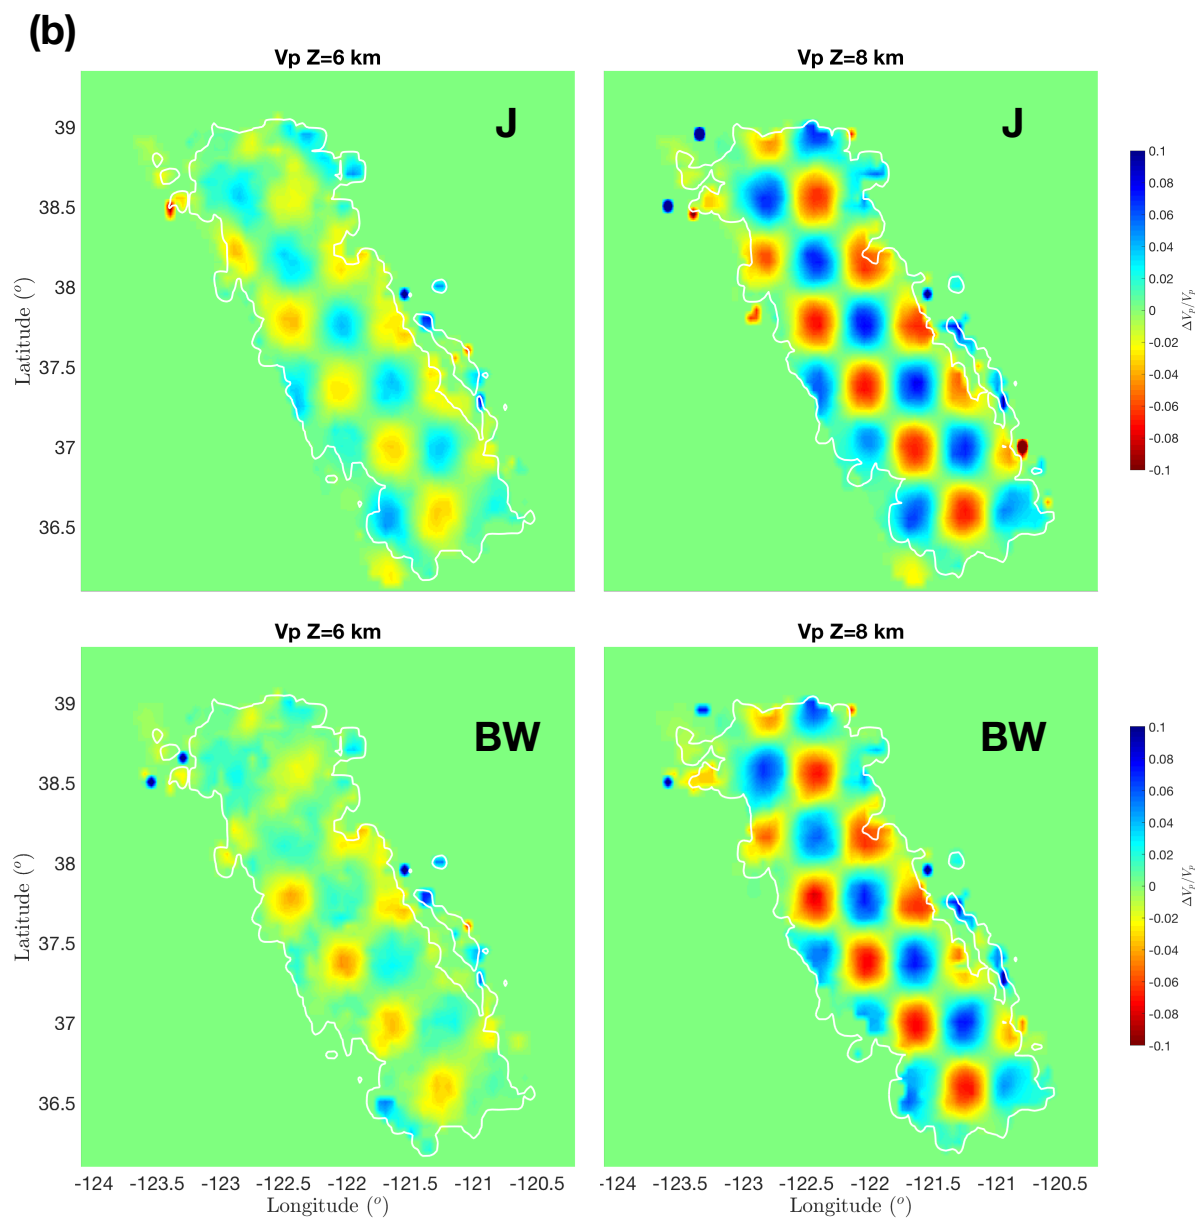 (b)
Vp Z=6 km
Vp Z=8 km
J
J
39
38.5
38
37.5
37
36.5
Latitude (°)
0.1
0.08
0.06
0.04
0.02
0
-0.02
-0.04
-0.06
-0.08
-0.1
ΔVp/Vp
Vp Z=6 km
Vp Z=8 km
BW
BW
39
38.5
38
37.5
37
36.5
Latitude (°)
0.1
0.08
0.06
0.04
0.02
0
-0.02
-0.04
-0.06
-0.08
-0.1
ΔVp/Vp
-124 -123.5 -123 -122.5 -122 -121.5 -121 -120.5
-124 -123.5 -123 -122.5 -122 -121.5 -121 -120.5
Longitude (°)
Longitude (°)